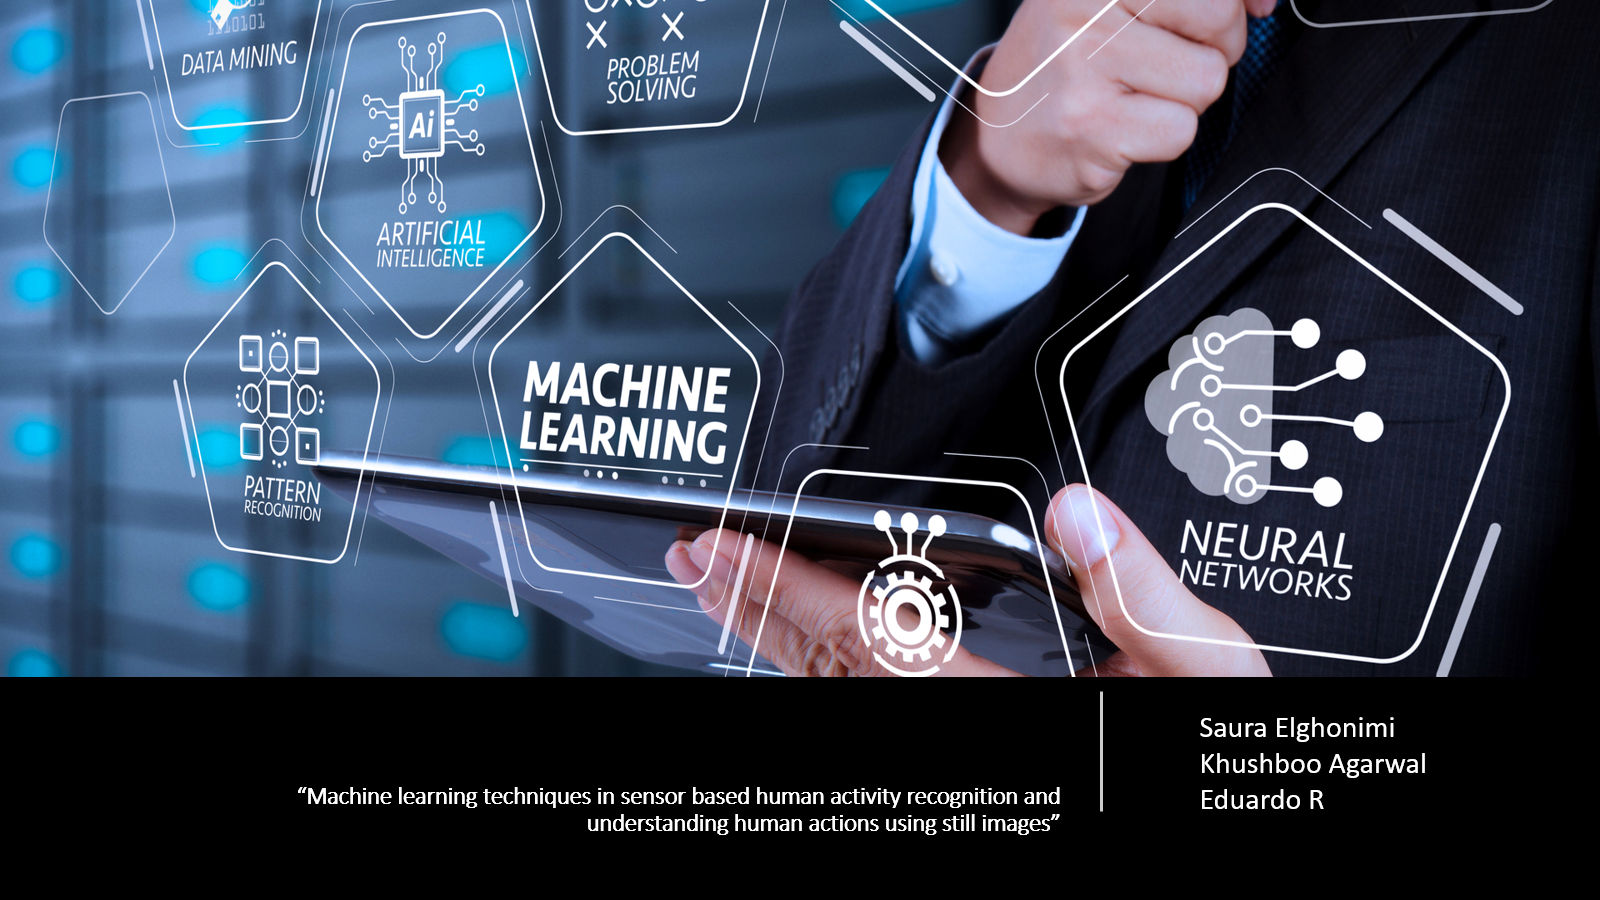 DATA MINING
PROBLEM
SOLVING
Ai
ARTIFICIAL
INTELLIGENCE
MACHINE
LEARNING
PATTERN
RECOGNITION
NEURAL
NETWORKS
Saura Elghonimi
Khushboo Agarwal
Eduardo R
“Machine learning techniques in sensor based human activity recognition and
understanding human actions using still images”